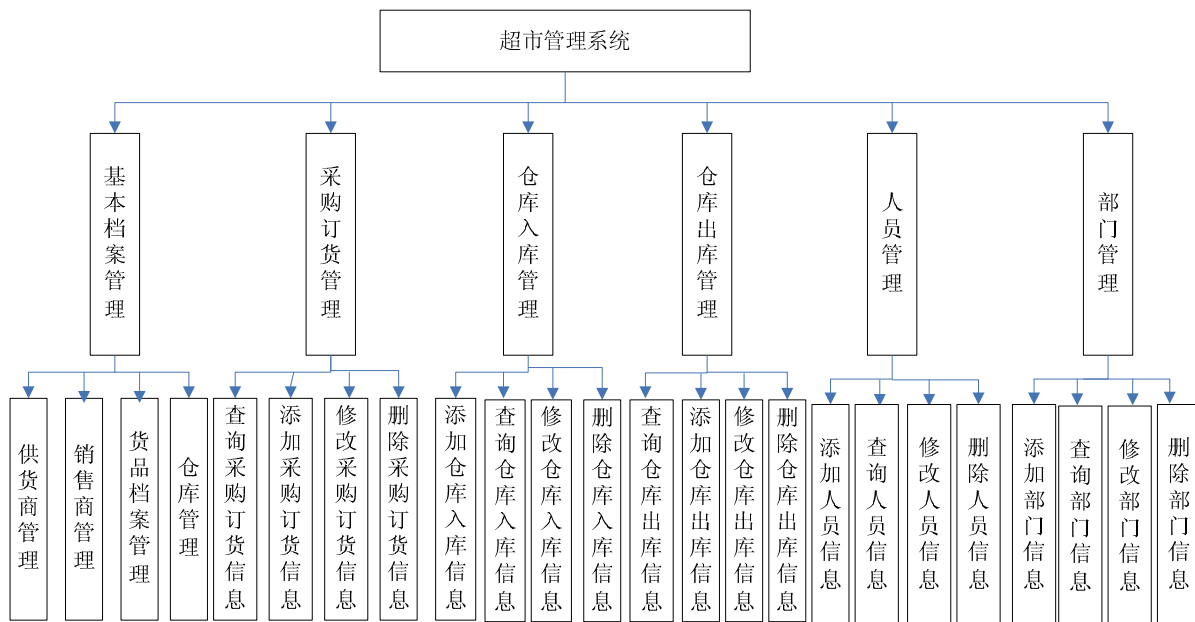 超市管理系统
基本档案管理
采购订货管理
仓库入库管理
仓库出库管理
人员管理
部门管理
供货商管理
销售商管理
货品档案管理
仓库管理
查询采购订货信息
添加采购订货信息
修改采购订货信息
删除采购订货信息
添加仓库入库信息
查询仓库入库信息
修改仓库入库信息
删除仓库入库信息
查询仓库出库信息
添加仓库出库信息
修改仓库出库信息
删除仓库出库信息
添加人员信息
查询人员信息
修改人员信息
删除人员信息
添加部门信息
查询部门信息
修改部门信息
删除部门信息